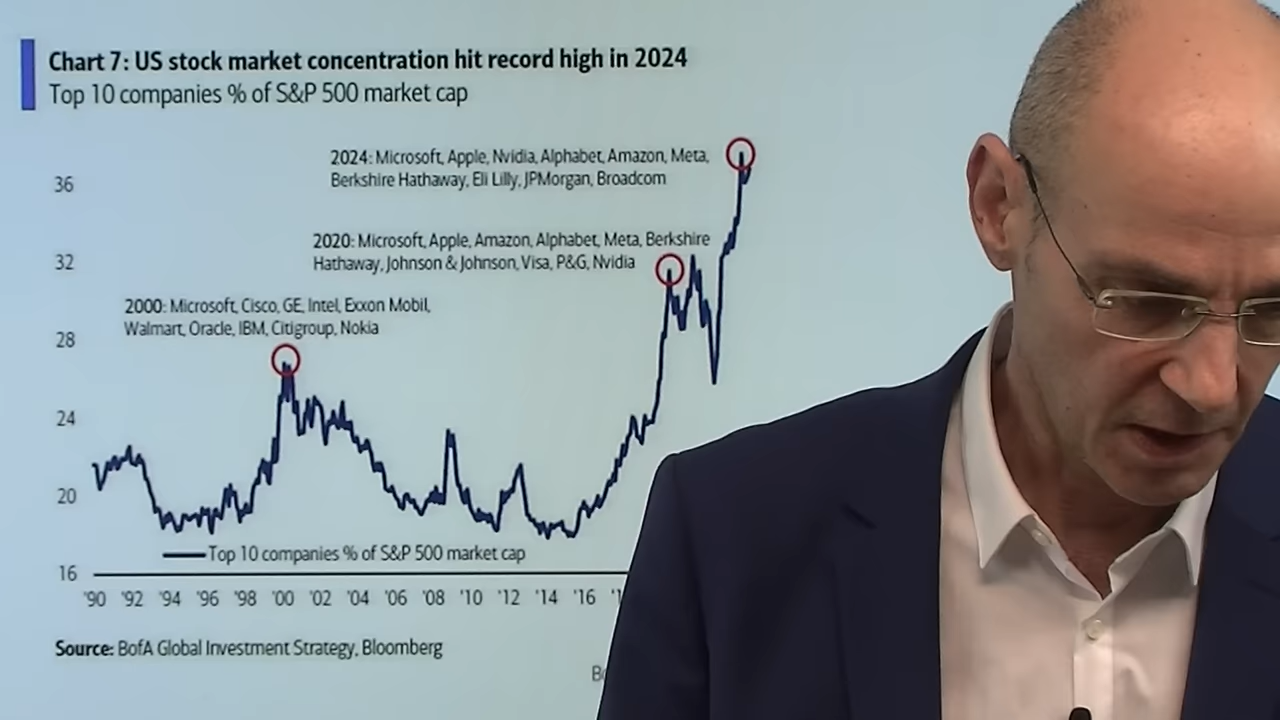 Chart 7: US stock market concentration hit record high in 2024
Top 10 companies % of S&P 500 market cap
2024: Microsoft, Apple, Nvidia, Alphabet, Amazon, Meta,
Berkshire Hathaway, Eli Lilly, JPMorgan, Broadcom
36
2020: Microsoft, Apple, Amazon, Alphabet, Meta, Berkshire
Hathaway, Johnson & Johnson, Visa, P&G, Nvidia
32
2000: Microsoft, Cisco, GE, Intel, Exxon Mobil,
Walmart, Oracle, IBM, Citigroup, Nokia
28
24
20
Top 10 companies % of S&P 500 market cap
16
'90 '92 '94 '96 '98 '00 '02 '04 '06 '08 '10 '12 '14 '16
Source: BofA Global Investment Strategy, Bloomberg